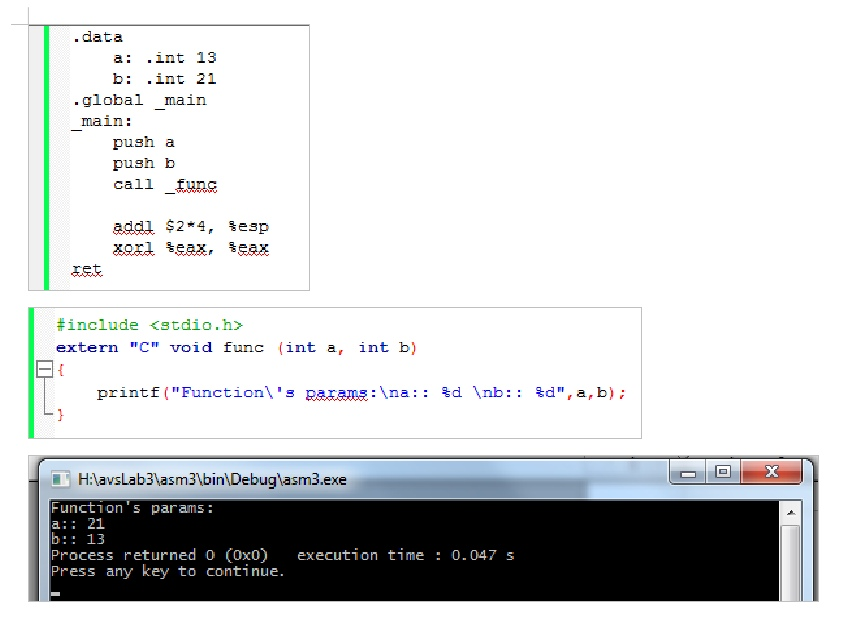 .data
a: .int 13
b: .int 21
.global _main
_main:
push a
push b
call _func
addl $2*4, %esp
xorl %eax, %eax
ret
#include <stdio.h>
extern "C" void func (int a, int b)
{
printf("Function\'s params:\na:: %d \nb:: %d",a,b);
}
H:\avsLab3\asm3\bin\Debug\asm3.exe
Function's params:
a:: 21
b:: 13
Process returned 0 (0x0) execution time : 0.047 s
Press any key to continue.